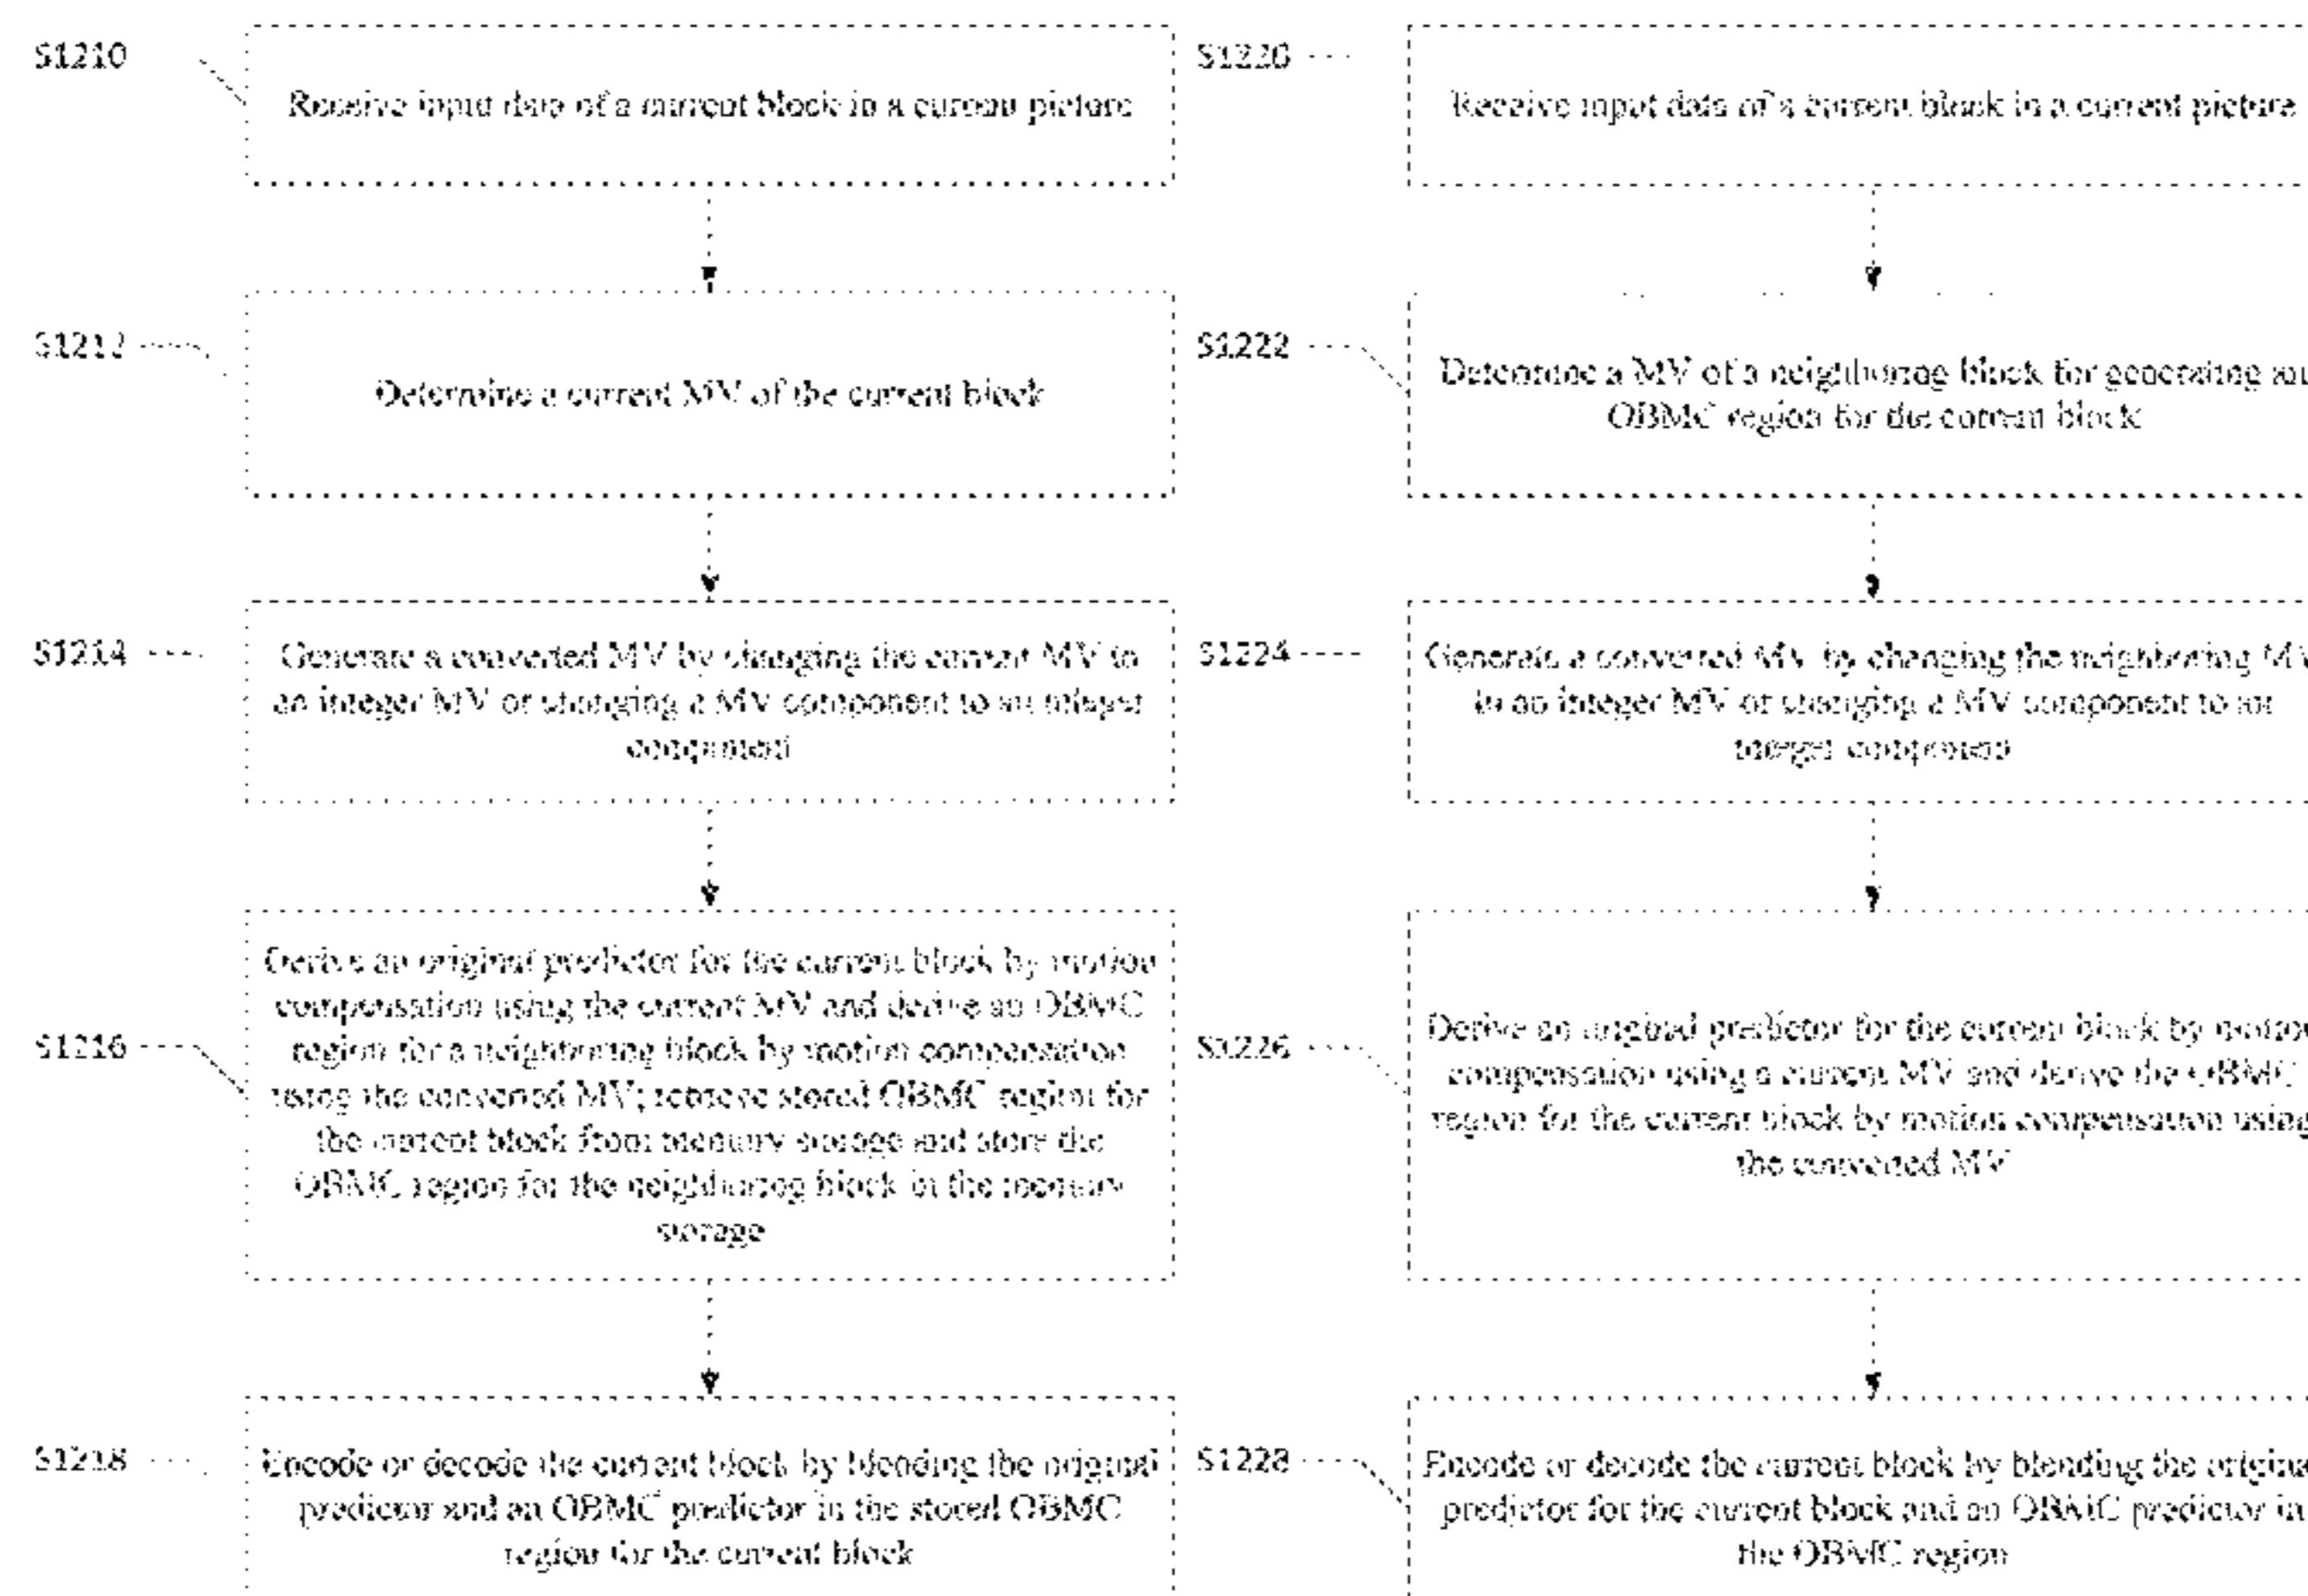 S1210
Receive input data of a current block in a current picture
S1212
Determine a current MV of the current block
S1214
Generate a converted MV by changing the current MV to
an integer MV or changing a MV component to an integer
component
S1216
Derive an original predictor for the current block by motion
compensation using the current MV and derive an OBMC
region for a neighboring block by motion compensation
using the converted MV; retrieve stored OBMC region for
the current block from memory storage and store the
OBMC region for the neighboring block in the memory
storage
S1218
Encode or decode the current block by blending the original
predictor and an OBMC predictor in the stored OBMC
region for the current block
S1220
Receive input data of a current block in a current picture
S1222
Determine a MV of a neighboring block for generating an
OBMC region for the current block
S1224
Generate a converted MV by changing the neighboring MV
to an integer MV or changing a MV component to an
integer component
S1226
Derive an original predictor for the current block by motion
compensation using a current MV and derive the OBMC
region for the current block by motion compensation using
the converted MV
S1228
Encode or decode the current block by blending the origina
predictor for the current block and an OBMC predictor in
the OBMC region